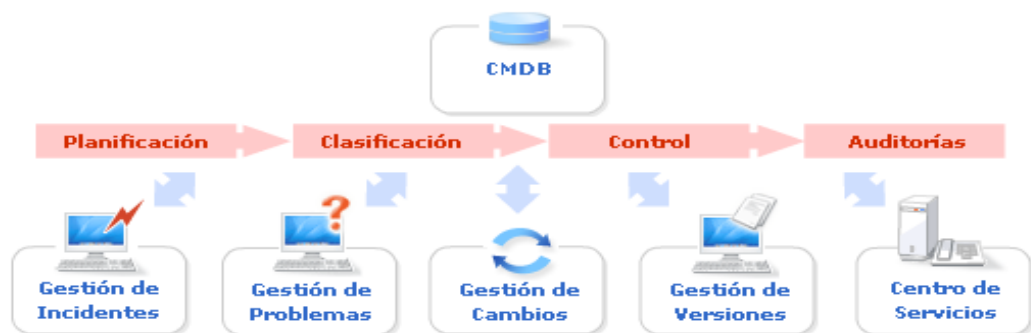 CMDB
Planificación
Clasificación
Control
Auditorías
Gestión de
Incidentes
Gestión de
Problemas
Gestión de
Cambios
Gestión de
Versiones
Centro de
Servicios